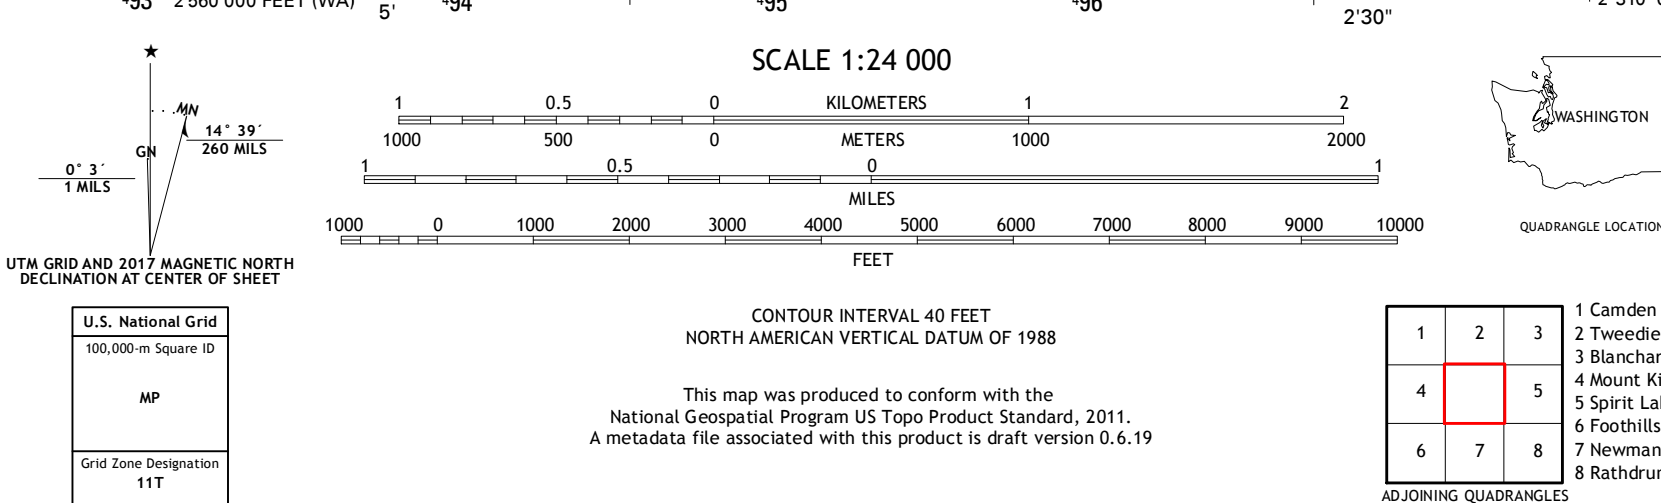 ⁴93 2 560 000 FEET (WA) 5' ⁴94 ⁴95 ⁴96 2'30"
SCALE 1:24 000
1 0.5 0 KILOMETERS 1 2
1000 500 0 METERS 1000 2000
1 0.5 0 1
MILES
1000 0 1000 2000 3000 4000 5000 6000 7000 8000 9000 10000
FEET
MN
14° 39´
260 MILS
GN
0° 3´
1 MILS
UTM GRID AND 2017 MAGNETIC NORTH
DECLINATION AT CENTER OF SHEET
WASHINGTON
QUADRANGLE LOCATION
U.S. National Grid
100,000-m Square ID
MP
Grid Zone Designation
11T
CONTOUR INTERVAL 40 FEET
NORTH AMERICAN VERTICAL DATUM OF 1988
This map was produced to conform with the
National Geospatial Program US Topo Product Standard, 2011.
A metadata file associated with this product is draft version 0.6.19
1 2 3
4 5
6 7 8
ADJOINING QUADRANGLES
1 Camden
2 Tweedie
3 Blanchar
4 Mount Ki
5 Spirit La
6 Foothills
7 Newman
8 Rathdru